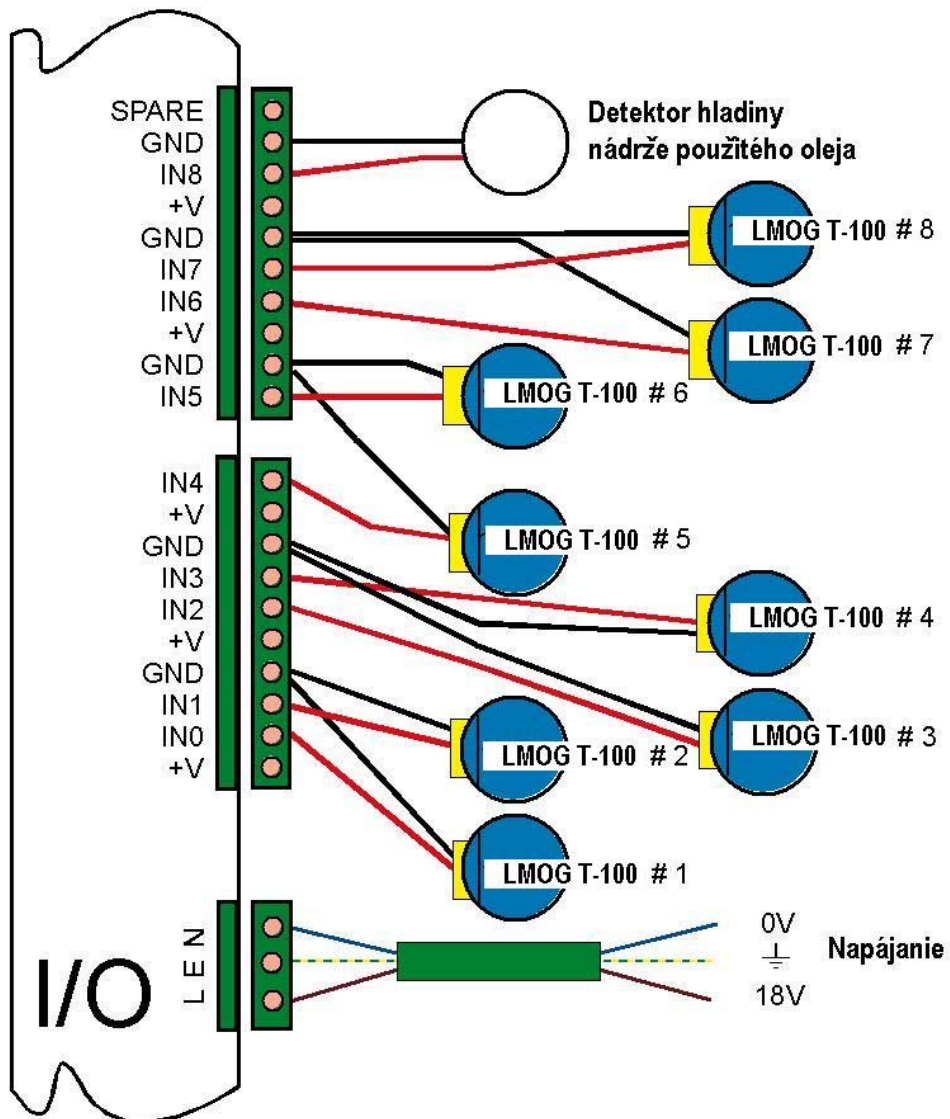 SPARE
GND
IN8
+V
GND
IN7
IN6
+V
GND
IN5
IN4
+V
GND
IN3
IN2
+V
GND
IN1
IN0
+V
L E N
I/O
Detektor hladiny
nádrže použitého oleja
LMOG T-100 # 8
LMOG T-100 # 7
LMOG T-100 # 6
LMOG T-100 # 5
LMOG T-100 # 4
LMOG T-100 # 3
LMOG T-100 # 2
LMOG T-100 # 1
0V
Napájanie
18V